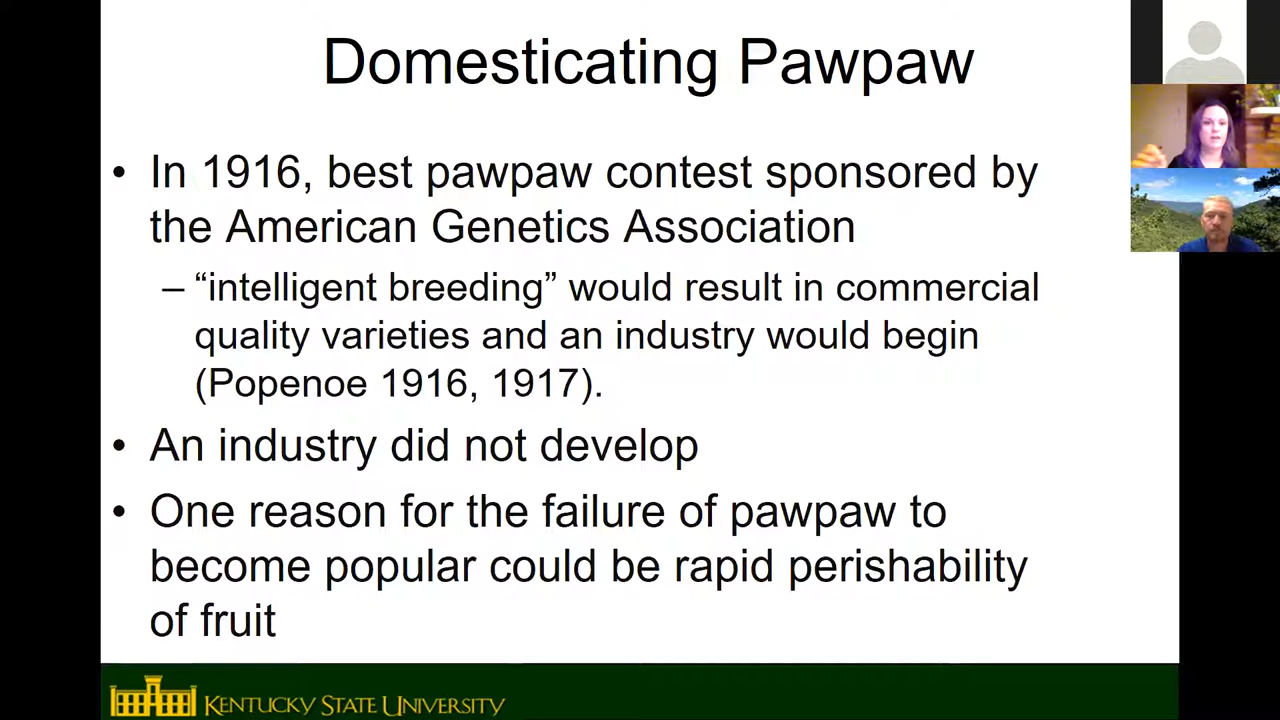 Domesticating Pawpaw
• In 1916, best pawpaw contest sponsored by
the American Genetics Association
– “intelligent breeding” would result in commercial
quality varieties and an industry would begin
(Popenoe 1916, 1917).
• An industry did not develop
• One reason for the failure of pawpaw to
become popular could be rapid perishability
of fruit
KENTUCKY STATE UNIVERSITY